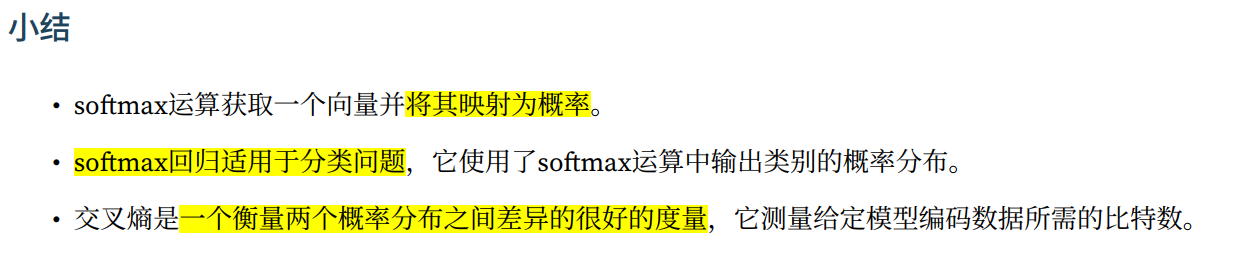 小结
• softmax运算获取一个向量并将其映射为概率。
• softmax回归适用于分类问题，它使用了softmax运算中输出类别的概率分布。
• 交叉熵是一个衡量两个概率分布之间差异的很好的度量，它测量给定模型编码数据所需的比特数。